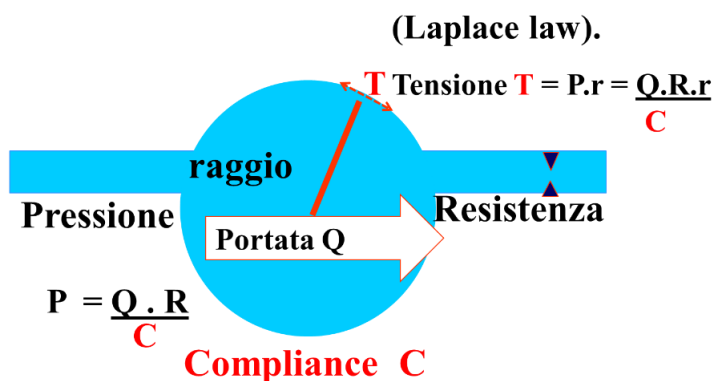 (Laplace law).
T Tensione T = P.r = Q.R.r
C
raggio
Pressione
Resistenza
Portata Q
P = Q . R
C
Compliance C